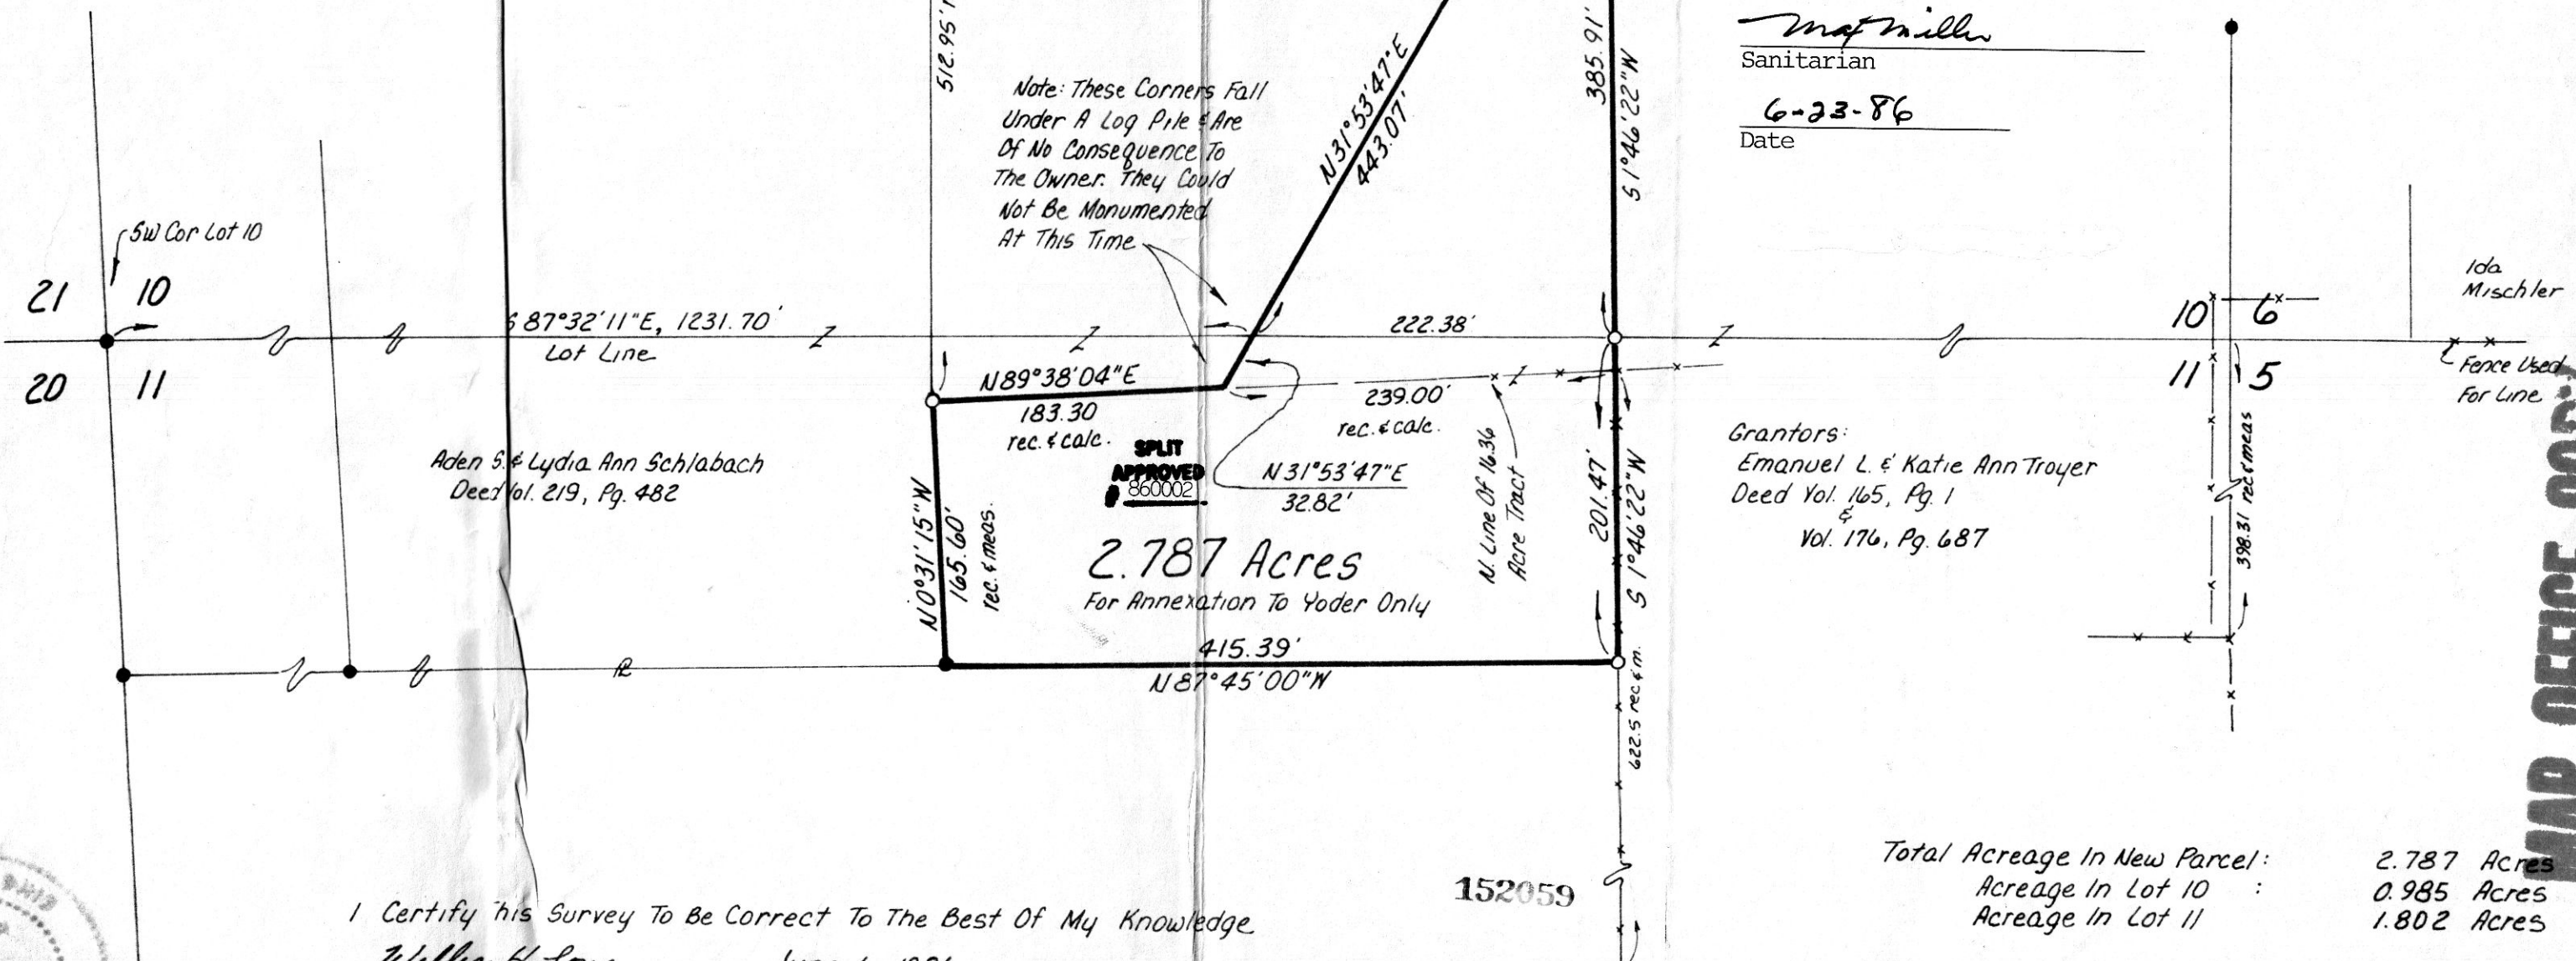 512.95'
Note: These Corners Fall
Under A Log Pile & Are
Of No Consequence To
The Owner. They Could
Not Be Monumented
At This Time
N31°53'47"E
443.07'
385.91'
S 1°46'22"W
Max Miller
Sanitarian
6-23-86
Date
SW Cor Lot 10
21 10
20 11
S87°32'11"E, 1231.70'
Lot Line
222.38'
10 6
11 5
Ida
Mischler
Fence Used
For Line
N89°38'04"E
183.30
rec. & calc.
239.00'
rec. & calc.
SPLIT
APPROVED
# 860002
N31°53'47"E
32.82'
N. Line Of 16.36
Acre Tract
201.47'
S 1°46'22"W
Aden S. & Lydia Ann Schlabach
Deed Vol. 219, Pg. 482
N0°31'15"W
165.60'
rec. & meas.
2.787 Acres
For Annexation To Yoder Only
415.39'
N87°45'00"W
Grantors:
Emanuel L. & Katie Ann Troyer
Deed Vol. 165, Pg. 1
&
Vol. 176, Pg. 687
398.31 rec & meas
622.5 rec & m.
MAP OFFICE COPY
152059
Total Acreage In New Parcel: 2.787 Acres
Acreage In Lot 10 : 0.985 Acres
Acreage In Lot 11 1.802 Acres
I Certify This Survey To Be Correct To The Best Of My Knowledge